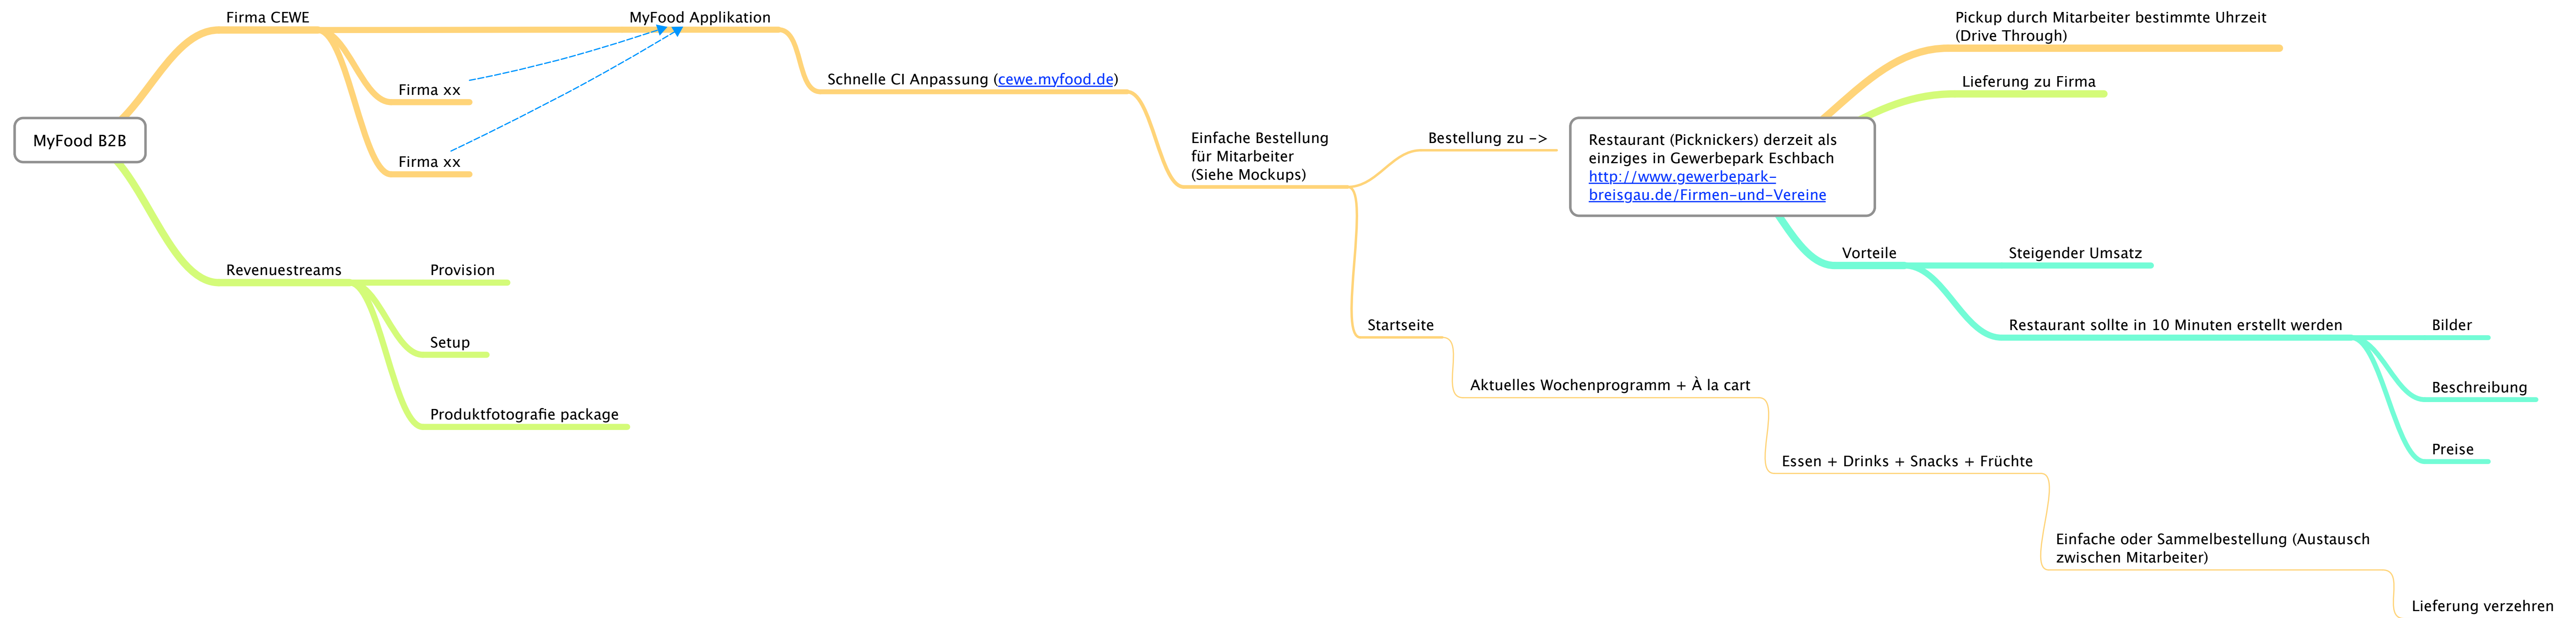 Firma CEWE
MyFood Applikation
Firma xx
Firma xx
MyFood B2B
Schnelle CI Anpassung (cewe.myfood.de)
Einfache Bestellung
für Mitarbeiter
(Siehe Mockups)
Bestellung zu ->
Startseite
Aktuelles Wochenprogramm + À la cart
Essen + Drinks + Snacks + Früchte
Einfache oder Sammelbestellung (Austausch
zwischen Mitarbeiter)
Lieferung verzehren
Revenuestreams
Provision
Setup
Produktfotografie package
Pickup durch Mitarbeiter bestimmte Uhrzeit
(Drive Through)
Lieferung zu Firma
Restaurant (Picknickers) derzeit als
einziges in Gewerbepark Eschbach
http://www.gewerbepark-
breisgau.de/Firmen-und-Vereine
Vorteile
Steigender Umsatz
Restaurant sollte in 10 Minuten erstellt werden
Bilder
Beschreibung
Preise